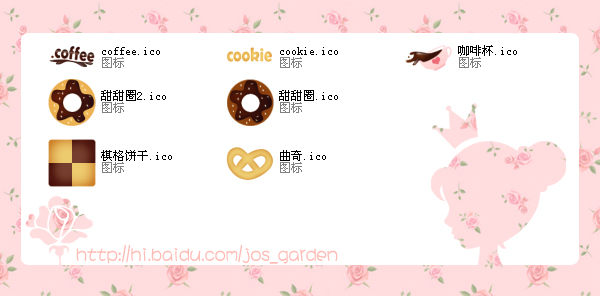 coffee
coffee.ico
图标
cookie
cookie.ico
图标
咖啡杯.ico
图标
甜甜圈2.ico
图标
甜甜圈.ico
图标
棋格饼干.ico
图标
曲奇.ico
图标
http://hi.baidu.com/jos_garden